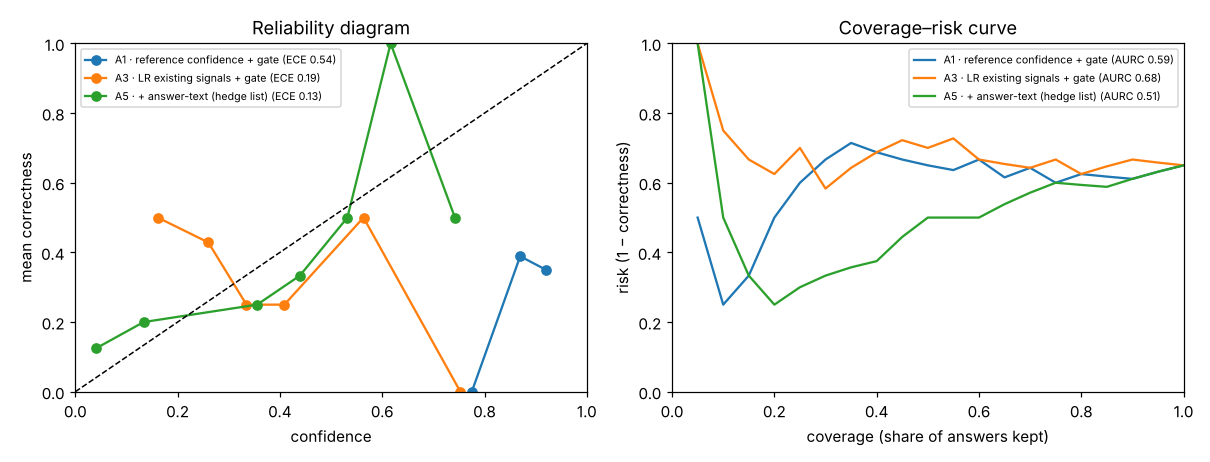 Reliability diagram
A1 · reference confidence + gate (ECE 0.54)
A3 · LR existing signals + gate (ECE 0.19)
A5 · + answer-text (hedge list) (ECE 0.13)
mean correctness
1.0
0.8
0.6
0.4
0.2
0.0
0.0 0.2 0.4 0.6 0.8 1.0
confidence
Coverage–risk curve
A1 · reference confidence + gate (AURC 0.59)
A3 · LR existing signals + gate (AURC 0.68)
A5 · + answer-text (hedge list) (AURC 0.51)
risk (1 − correctness)
1.0
0.8
0.6
0.4
0.2
0.0
0.0 0.2 0.4 0.6 0.8 1.0
coverage (share of answers kept)